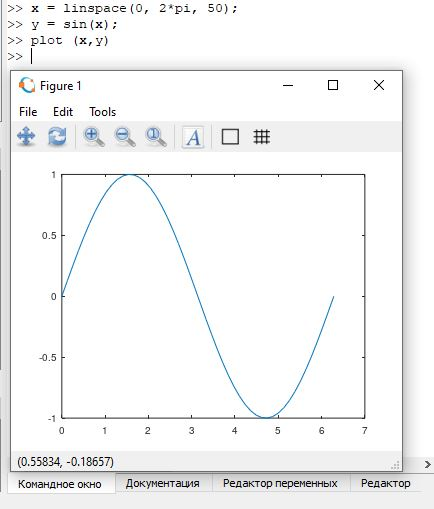 >> x = linspace(0, 2*pi, 50);
>> y = sin(x);
>> plot (x,y)
>>
Figure 1
File Edit Tools
A
1
0.5
0
-0.5
-1
0 1 2 3 4 5 6 7
(0.55834, -0.18657)
Командное окно Документация Редактор переменных Редактор